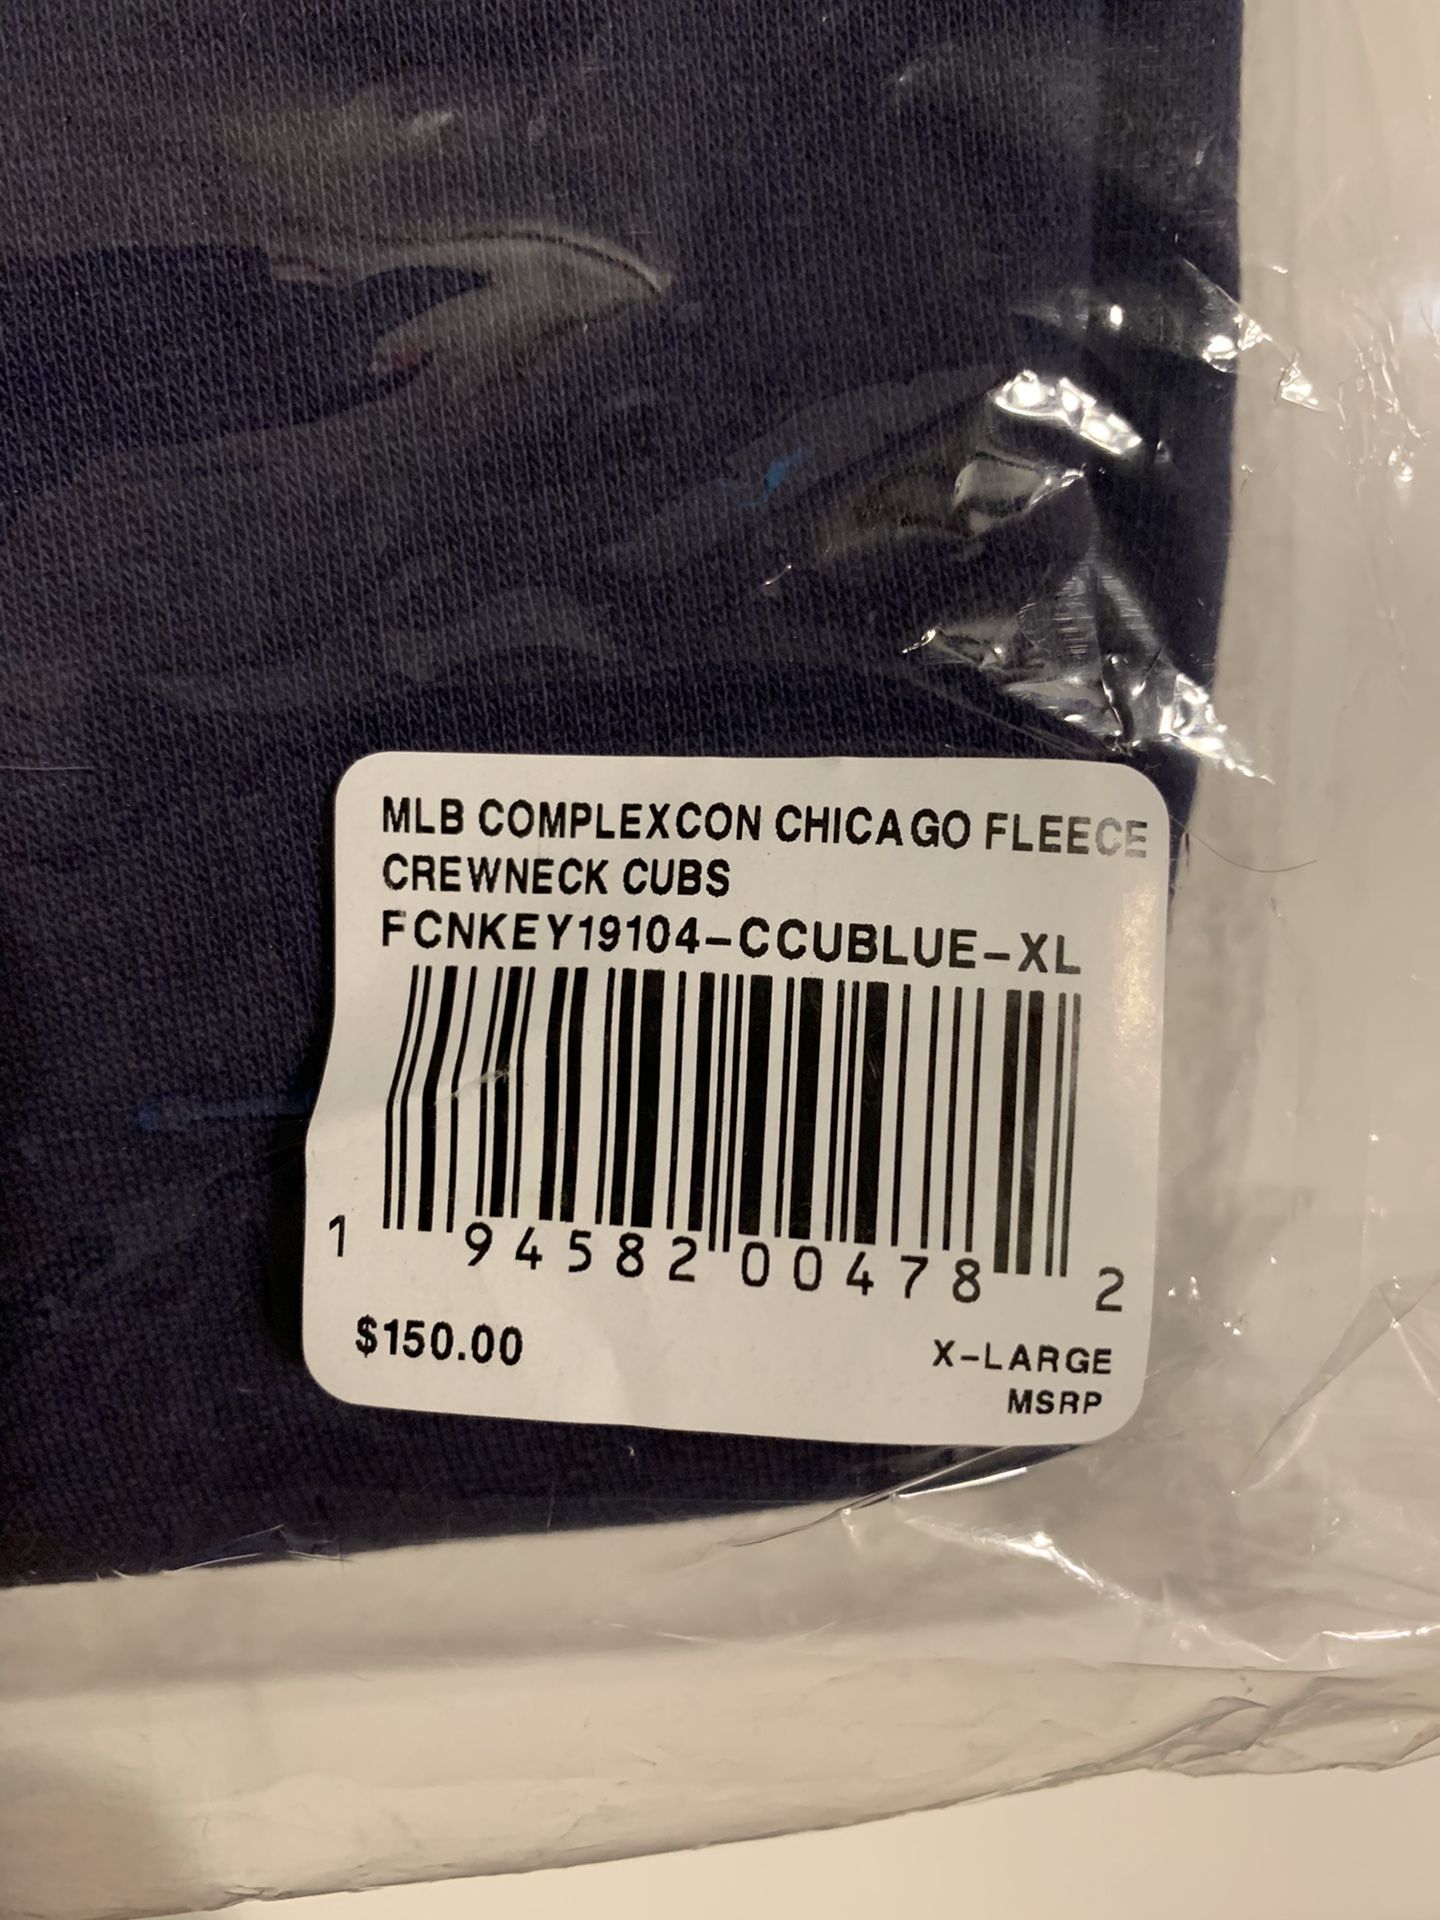 MLB COMPLEXCON CHICAGO FLEECE
CREWNECK CUBS
FCNKEY19104-CCUBLUE-XL
1 94582 00478 2
$150.00
X-LARGE
MSRP